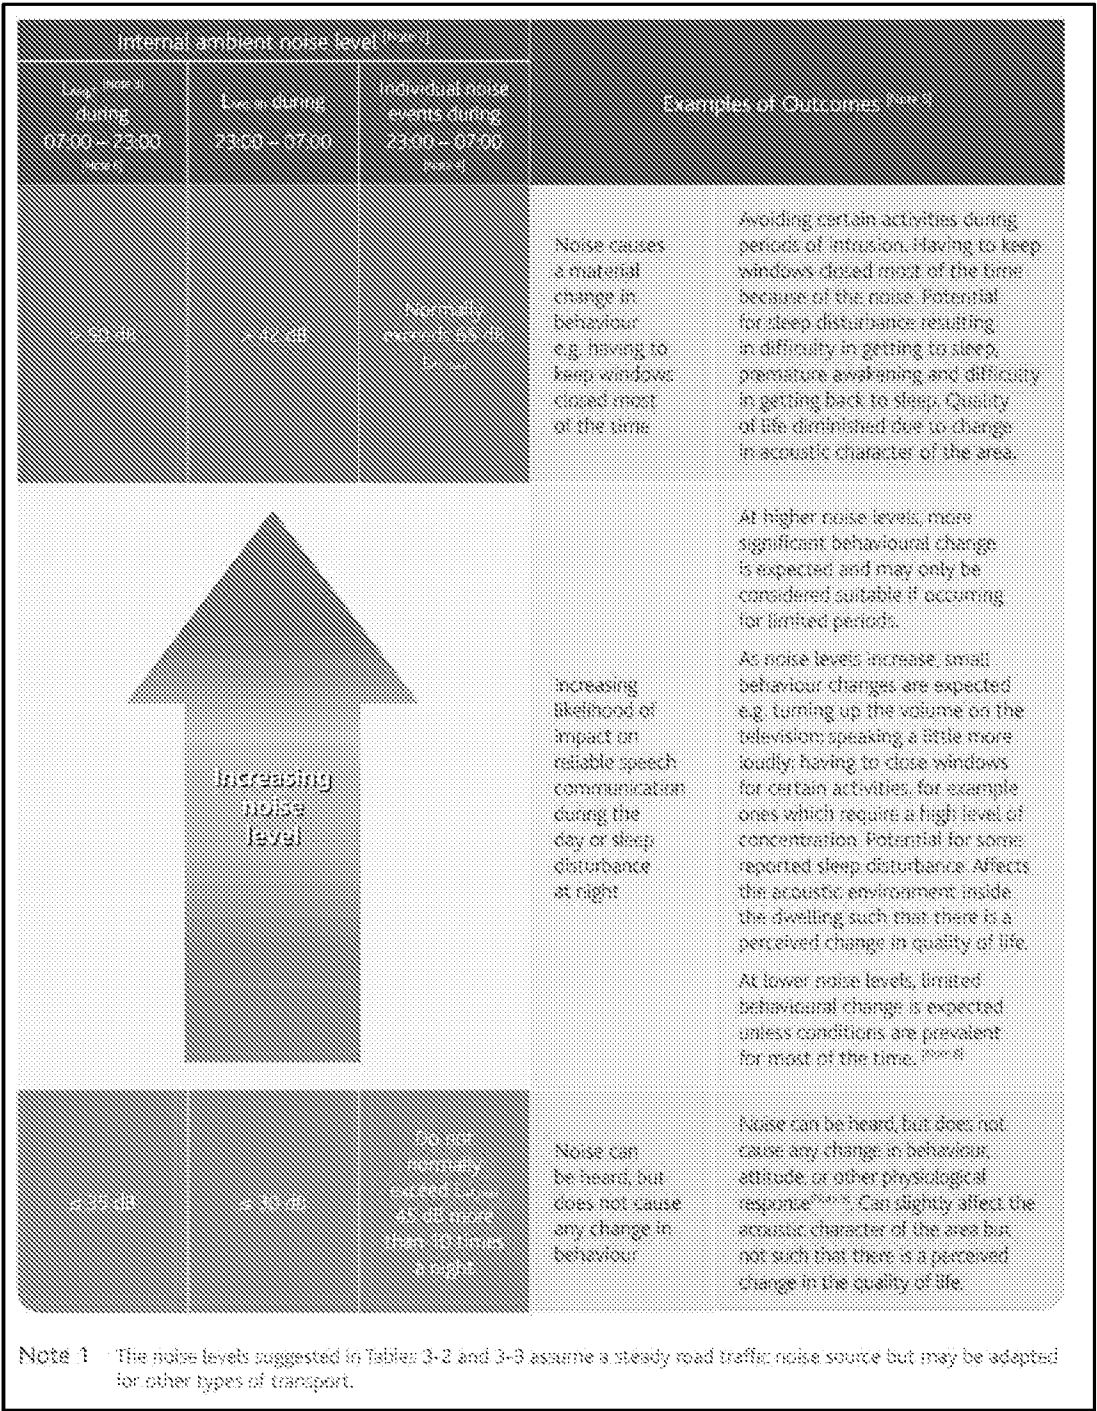 Internal ambient noise level
during
07:00 – 23:00
during
23:00 – 07:00
Individual noise
events during
23:00 – 07:00
Examples of Outcomes
Noise causes
a material
change in
behaviour
e.g. having to
keep windows
closed most
of the time
Avoiding certain activities during
periods of intrusion. Having to keep
windows closed most of the time
because of the noise. Potential
for sleep disturbance resulting
in difficulty in getting to sleep,
premature awakening and difficulty
in getting back to sleep. Quality
of life diminished due to change
in acoustic character of the area.
Increasing
noise
level
Increasing
likelihood of
impact on
reliable speech
communication
during the
day or sleep
disturbance
at night
At higher noise levels, more
significant behavioural change
is expected and may only be
considered suitable if occurring
for limited periods.
As noise levels increase, small
behaviour changes are expected
e.g. turning up the volume on the
television; speaking a little more
loudly; having to close windows
for certain activities, for example
ones which require a high level of
concentration. Potential for some
reported sleep disturbance. Affects
the acoustic environment inside
the dwelling such that there is a
perceived change in quality of life.
At lower noise levels, limited
behavioural change is expected
unless conditions are prevalent
for most of the time.
Do not
normally
than 10 times
a night
Noise can
be heard, but
does not cause
any change in
behaviour
Noise can be heard, but does not
cause any change in behaviour,
attitude, or other physiological
response. Can slightly affect the
acoustic character of the area but
not such that there is a perceived
change in the quality of life.
Note 1 The noise levels suggested in Tables 3-2 and 3-3 assume a steady road traffic noise source but may be adapted
for other types of transport.